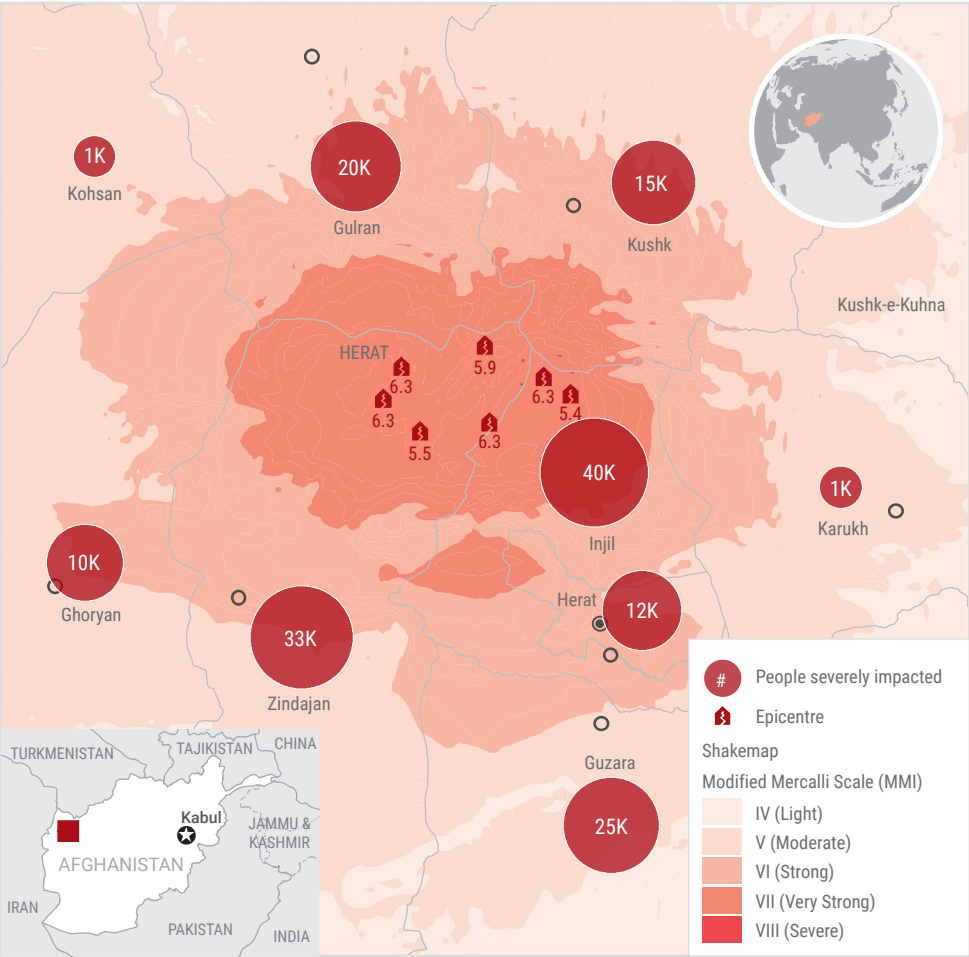 1K
Kohsan
20K
Gulran
15K
Kushk
Kushk-e-Kuhna
HERAT
6.3
5.9
6.3
6.3
5.4
5.5
6.3
40K
Injil
1K
Karukh
10K
Ghoryan
33K
Zindajan
Herat
12K
Guzara
25K
# People severely impacted
Epicentre
Shakemap
Modified Mercalli Scale (MMI)
IV (Light)
V (Moderate)
VI (Strong)
VII (Very Strong)
VIII (Severe)
TURKMENISTAN
TAJIKISTAN
CHINA
Kabul
JAMMU &
KASHMIR
AFGHANISTAN
IRAN
PAKISTAN
INDIA